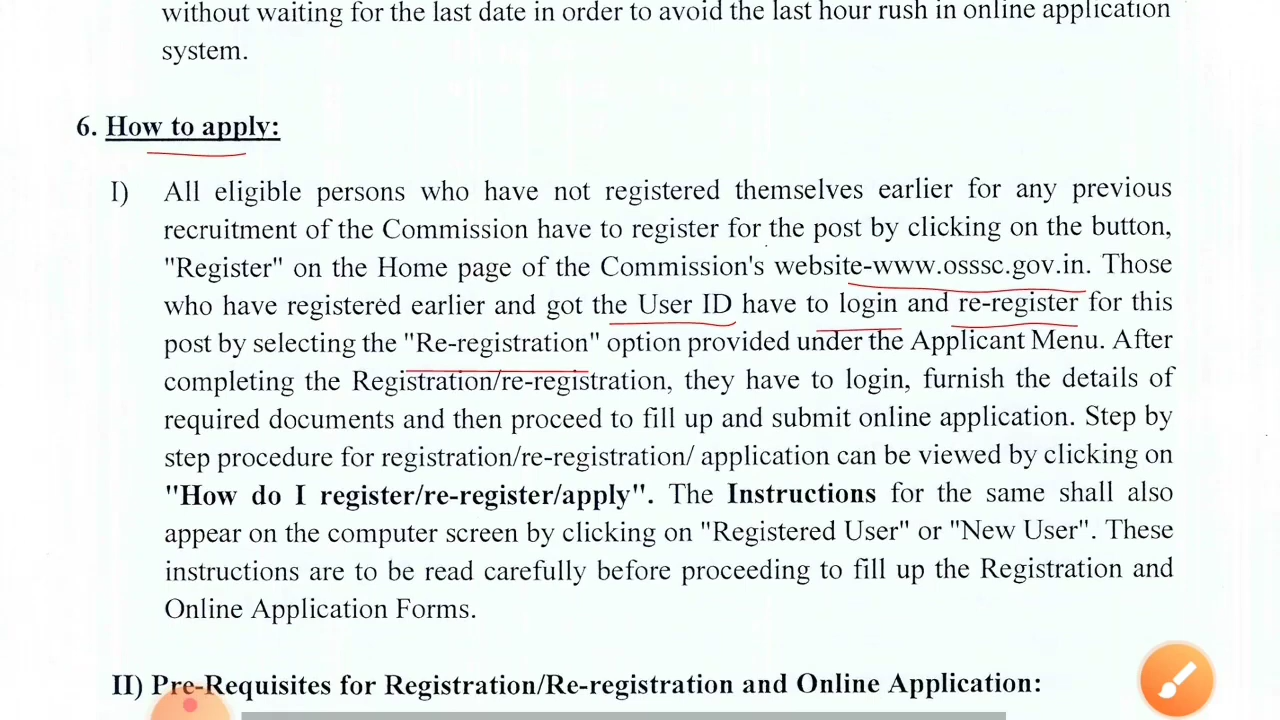 without waiting for the last date in order to avoid the last hour rush in online application
system.
6. How to apply:
I) All eligible persons who have not registered themselves earlier for any previous
recruitment of the Commission have to register for the post by clicking on the button,
"Register" on the Home page of the Commission's website-www.osssc.gov.in. Those
who have registered earlier and got the User ID have to login and re-register for this
post by selecting the "Re-registration" option provided under the Applicant Menu. After
completing the Registration/re-registration, they have to login, furnish the details of
required documents and then proceed to fill up and submit online application. Step by
step procedure for registration/re-registration/ application can be viewed by clicking on
"How do I register/re-register/apply". The Instructions for the same shall also
appear on the computer screen by clicking on "Registered User" or "New User". These
instructions are to be read carefully before proceeding to fill up the Registration and
Online Application Forms.
II) Pre-Requisites for Registration/Re-registration and Online Application: